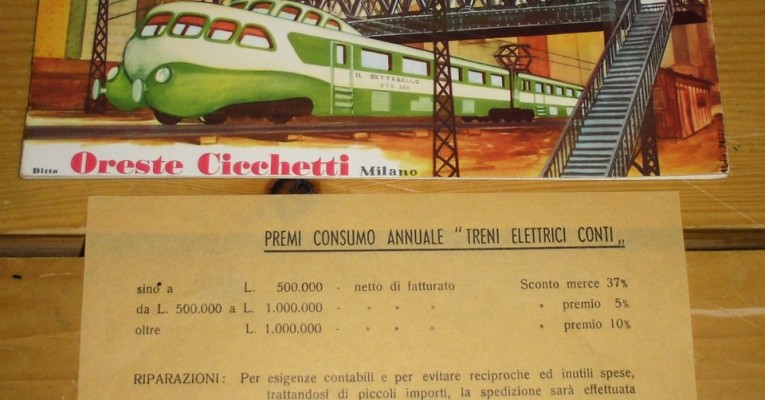 IL SETTEBELLO
ETR 300
Ditta Oreste Cicchetti Milano
PREMI CONSUMO ANNUALE " TRENI ELETTRICI CONTI „
sino a L. 500.000 - netto di fatturato Sconto merce 37%
da L. 500.000 a L. 1.000.000 - " " " " premio 5%
oltre L. 1,000.000 - " " " " premio 10%
RIPARAZIONI: Per esigenze contabili e per evitare reciproche ed inutili spese,
trattandosi di piccoli importi, la spedizione sarà effettuata